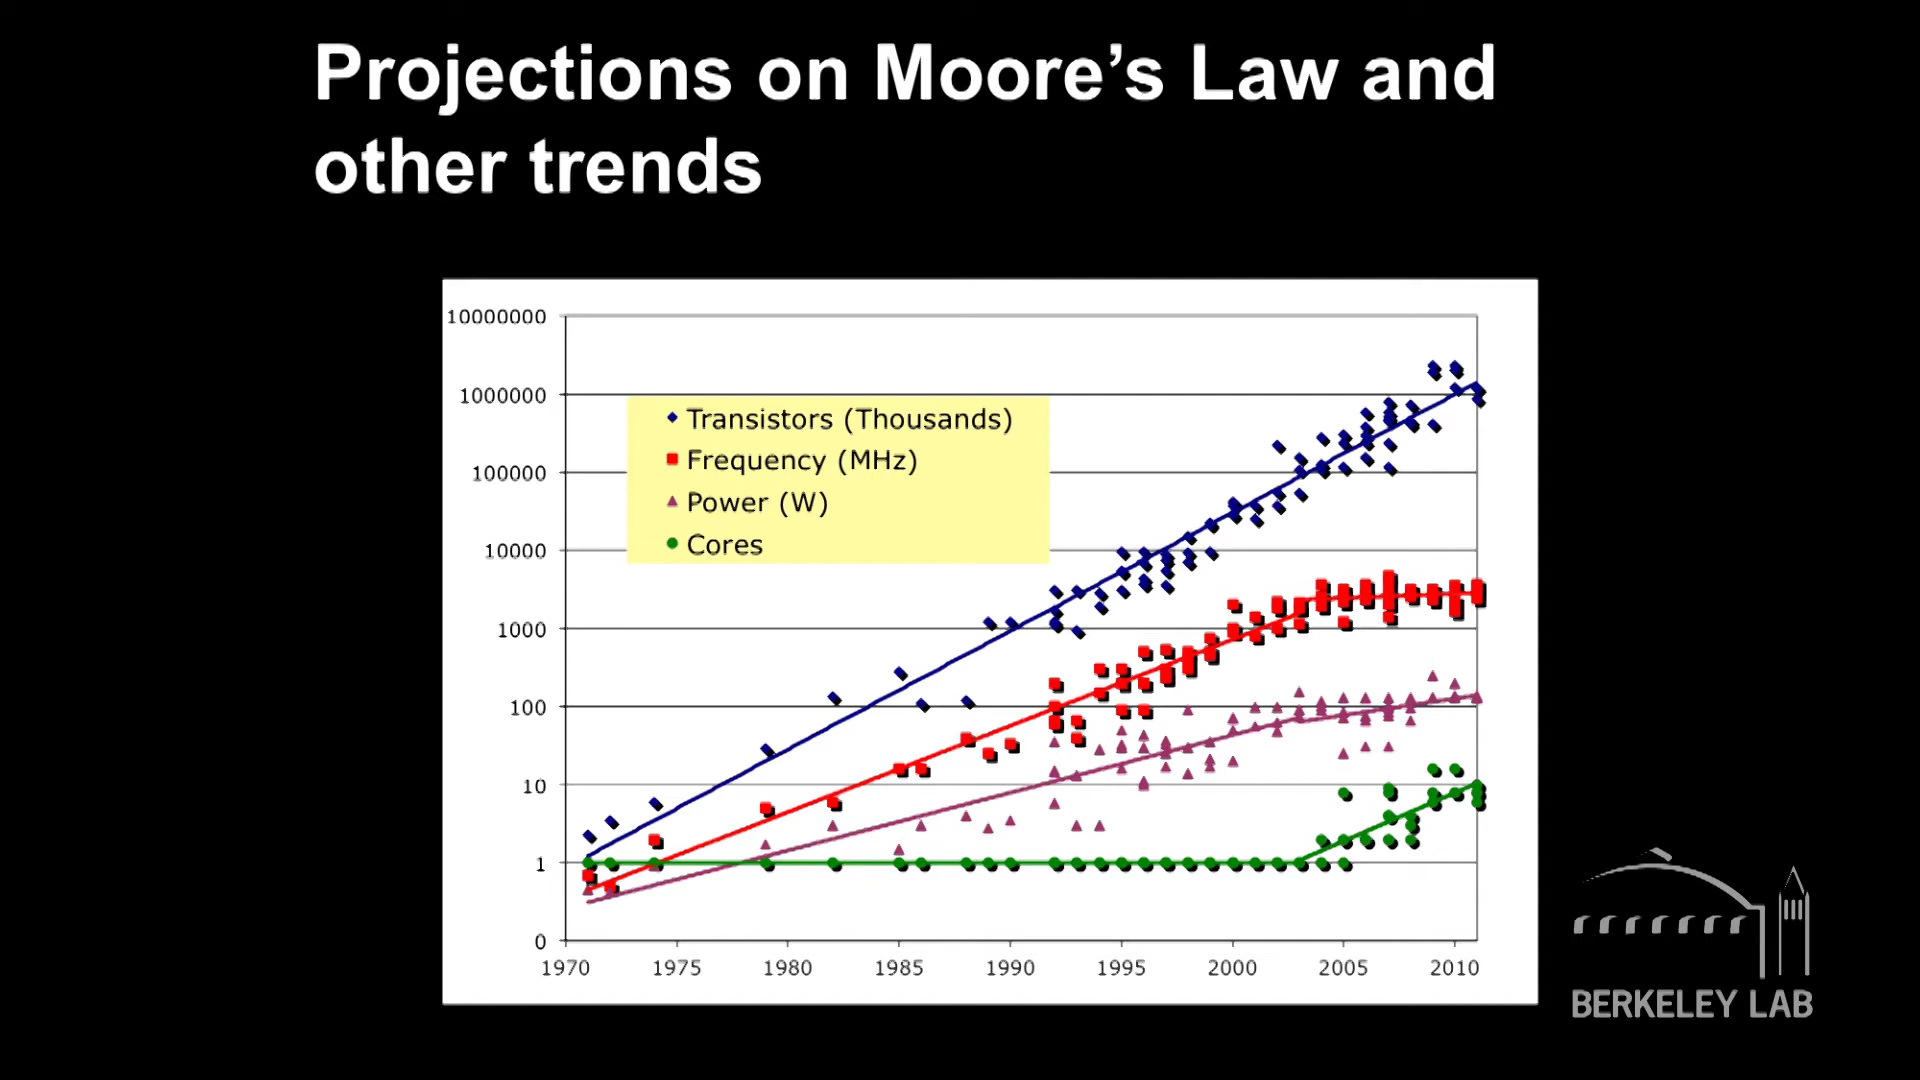 Projections on Moore’s Law and
other trends
10000000
1000000
100000
10000
1000
100
10
1
0
Transistors (Thousands)
Frequency (MHz)
Power (W)
Cores
1970 1975 1980 1985 1990 1995 2000 2005 2010
BERKELEY LAB